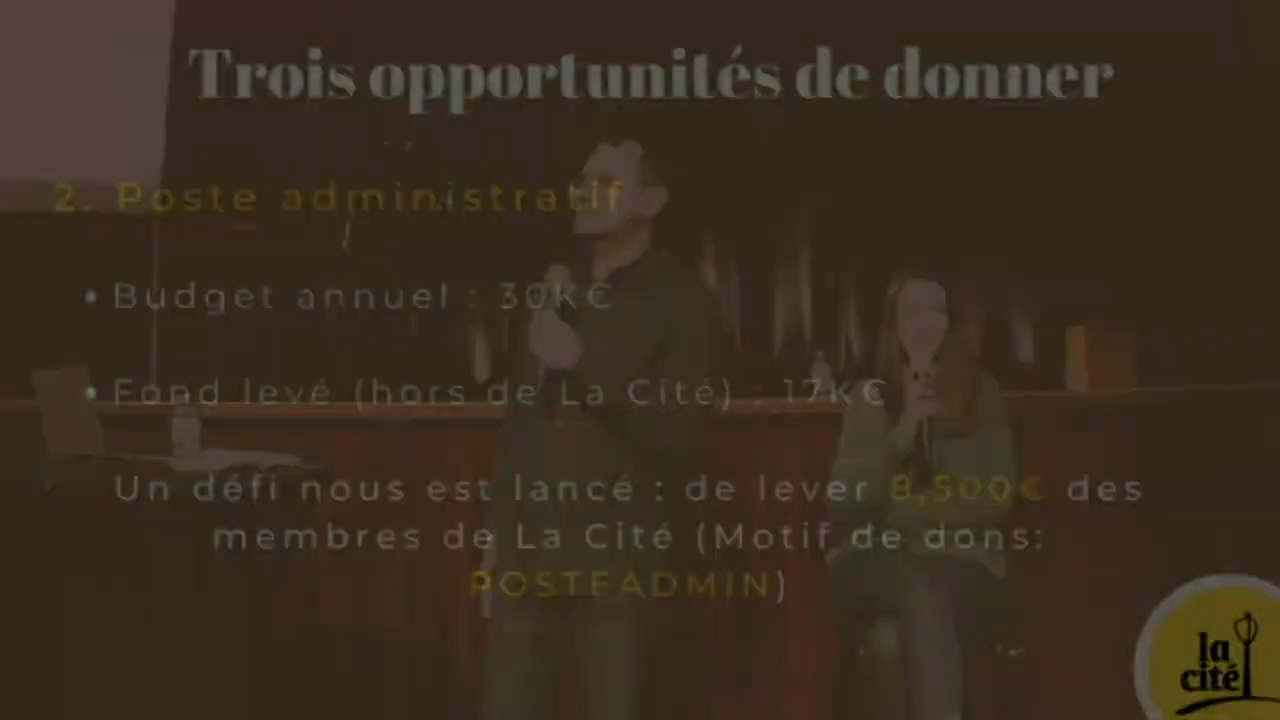 Trois opportunités de donner
2. Poste administratif
• Budget annuel : 30K€
• Fond levé (hors de La Cité) : 17K€
Un défi nous est lancé : de lever 8,500€ des
membres de La Cité (Motif de dons:
POSTEADMIN)
la
cité